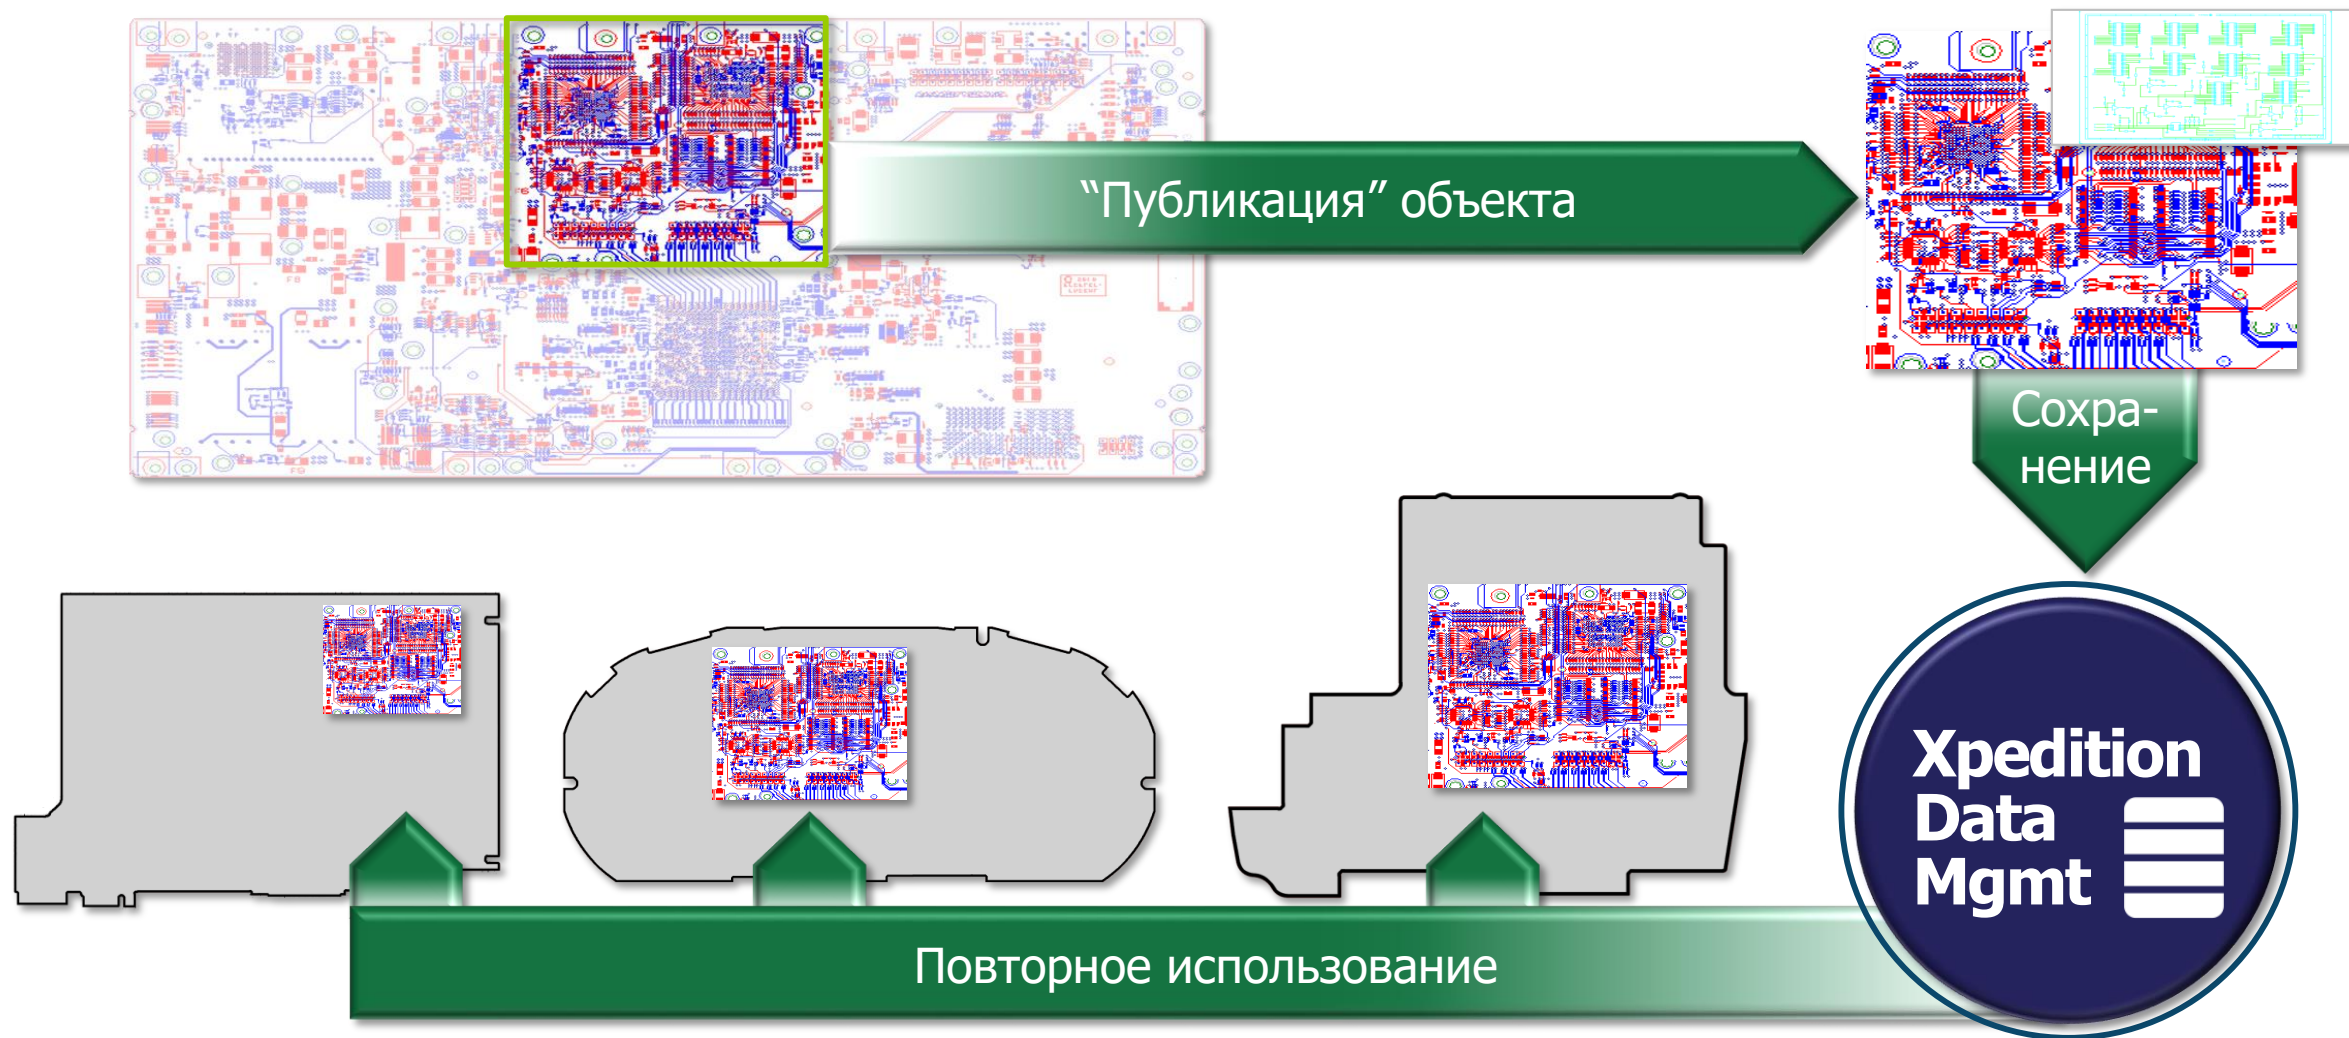 “Публикация” объекта
Сохра-
нение
Xpedition
Data
Mgmt
Повторное использование